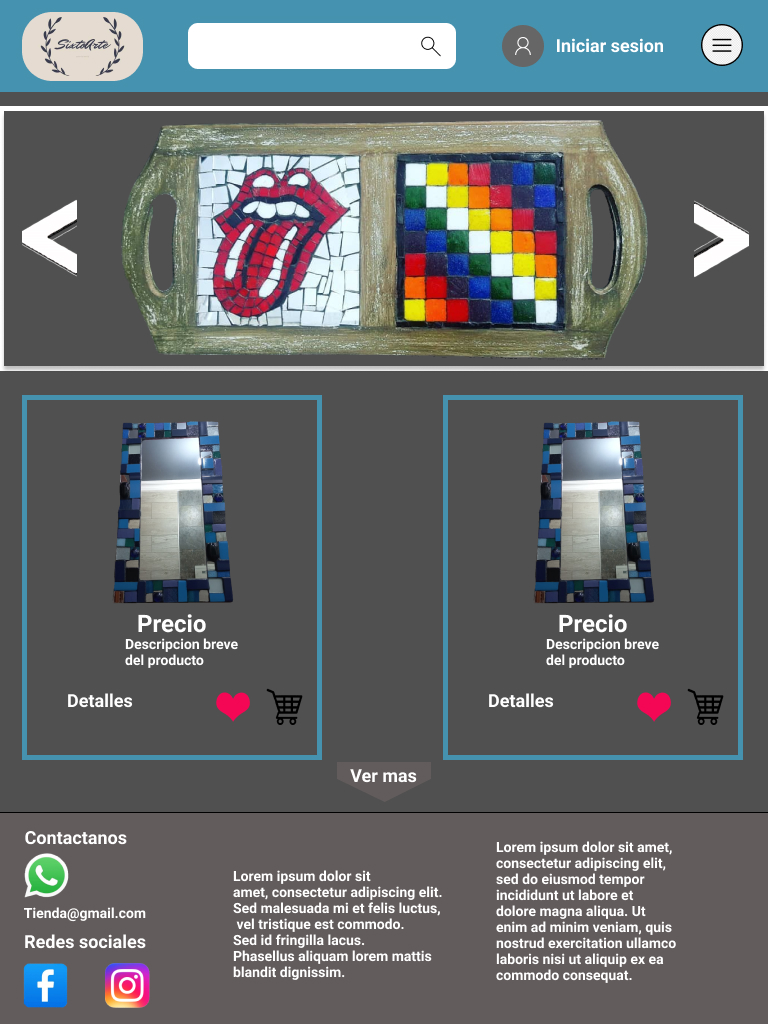 SixtoArte
Iniciar sesion
Precio
Descripcion breve
del producto
Detalles
Precio
Descripcion breve
del producto
Detalles
Ver mas
Contactanos
Tienda@gmail.com
Redes sociales
Lorem ipsum dolor sit
amet, consectetur adipiscing elit.
Sed malesuada mi et felis luctus,
vel tristique est commodo.
Sed id fringilla lacus.
Phasellus aliquam lorem mattis
blandit dignissim.
Lorem ipsum dolor sit amet,
consectetur adipiscing elit,
sed do eiusmod tempor
incididunt ut labore et
dolore magna aliqua. Ut
enim ad minim veniam, quis
nostrud exercitation ullamco
laboris nisi ut aliquip ex ea
commodo consequat.